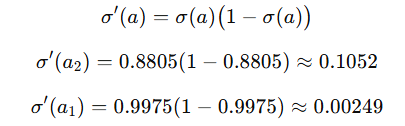 σ′(a) = σ(a)(1 − σ(a))
σ′(a₂) = 0.8805(1 − 0.8805) ≈ 0.1052
σ′(a₁) = 0.9975(1 − 0.9975) ≈ 0.00249